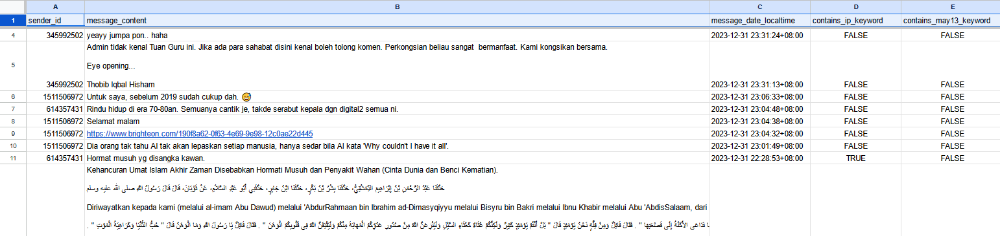 A B C D E
1 sender_id message_content message_date_localtime contains_ip_keyword contains_may13_keyword
4 345992502 yeayy jumpa pon.. haha 2023-12-31 23:31:24+08:00 FALSE FALSE
Admin tidak kenal Tuan Guru ini. Jika ada para sahabat disini kenal boleh tolong komen. Perkongsian beliau sangat bermanfaat. Kami kongsikan bersama.
5
Eye opening...
345992502 Thobib Iqbal Hisham 2023-12-31 23:31:13+08:00 FALSE FALSE
6 1511506972 Untuk saya, sebelum 2019 sudah cukup dah. 😅 2023-12-31 23:06:33+08:00 FALSE FALSE
7 614357431 Rindu hidup di era 70-80an. Semuanya cantik je, takde serabut kepala dgn digital2 semua ni. 2023-12-31 23:04:48+08:00 FALSE FALSE
8 1511506972 Selamat malam 2023-12-31 23:04:38+08:00 FALSE FALSE
9 1511506972 https://www.brighteon.com/190f8a62-0f63-4e69-9e98-12c0ae22d445 2023-12-31 23:04:32+08:00 FALSE FALSE
10 1511506972 Dia orang tak tahu AI tak akan lepaskan setiap manusia, hanya sedar bila AI kata 'Why couldn't I have it all'. 2023-12-31 23:01:49+08:00 FALSE FALSE
11 614357431 Hormat musuh yg disangka kawan. 2023-12-31 22:28:53+08:00 TRUE FALSE
Kehancuran Umat Islam Akhir Zaman Disebabkan Hormati Musuh dan Penyakit Wahan (Cinta Dunia dan Benci Kematian).
حَدَّثَنَا عَبْدُ الرَّحْمَنِ بْنُ إِبْرَاهِيمَ الدِّمَشْقِيُّ، حَدَّثَنَا بِشْرُ بْنُ بَكْرٍ، حَدَّثَنَا ابْنُ جَابِرٍ، حَدَّثَنِي أَبُو عَبْدِ السَّلاَمِ، عَنْ ثَوْبَانَ، قَالَ قَالَ رَسُولُ اللَّهِ صلى الله عليه وسلم
Diriwayatkan kepada kami (melalui al-imam Abu Dawud) melalui 'AbdurRahmaan bin Ibrahim ad-Dimasyqiyyu melalui Bisyru bin Bakri melalui Ibnu Khabir melalui Abu 'AbdisSalaam, dari
تَدَاعَى الأَكَلَةُ إِلَى قَصْعَتِهَا " . فَقَالَ قَائِلٌ وَمِنْ قِلَّةٍ نَحْنُ يَوْمَئِذٍ قَالَ " بَلْ أَنْتُمْ يَوْمَئِذٍ كَثِيرٌ وَلَكِنَّكُمْ غُثَاءٌ كَغُثَاءِ السَّيْلِ وَلَيَنْزِعَنَّ اللَّهُ مِنْ صُدُورِ عَدُوِّكُمُ الْمَهَابَةَ مِنْكُمْ وَلَيَقْذِفَنَّ اللَّهُ فِي قُلُوبِكُمُ الْوَهَنَ " . فَقَالَ قَائِلٌ يَا رَسُولَ اللَّهِ وَمَا الْوَهَنُ قَالَ " حُبُّ الدُّنْيَا وَكَرَاهِيَةُ الْمَوْتِ " .